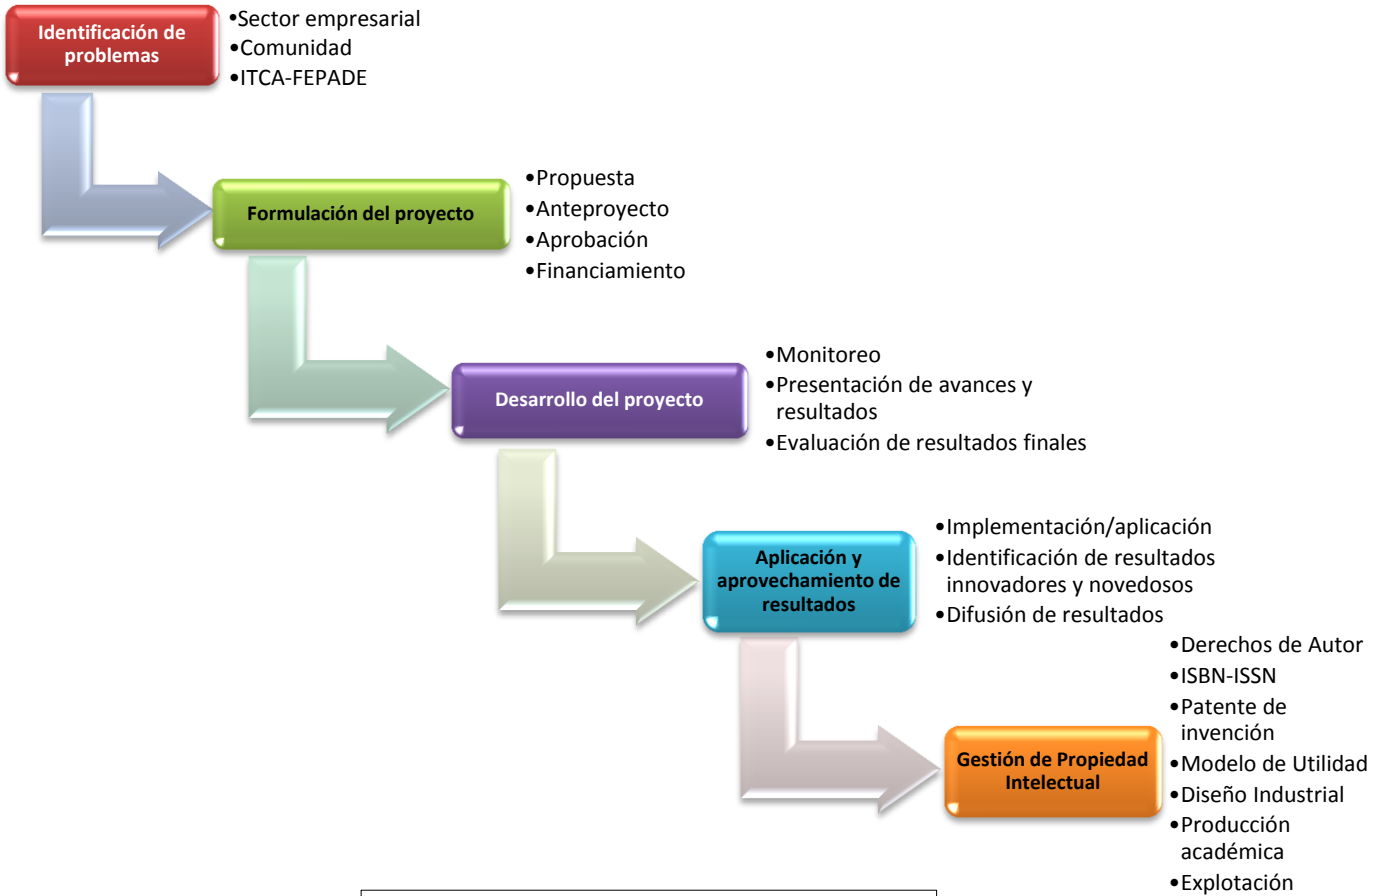 Identificación de
problemas
•Sector empresarial
•Comunidad
•ITCA-FEPADE
Formulación del proyecto
•Propuesta
•Anteproyecto
•Aprobación
•Financiamiento
Desarrollo del proyecto
•Monitoreo
•Presentación de avances y
resultados
•Evaluación de resultados finales
Aplicación y
aprovechamiento de
resultados
•Implementación/aplicación
•Identificación de resultados
innovadores y novedosos
•Difusión de resultados
Gestión de Propiedad
Intelectual
•Derechos de Autor
•ISBN-ISSN
•Patente de
invención
•Modelo de Utilidad
•Diseño Industrial
•Producción
académica
•Explotación